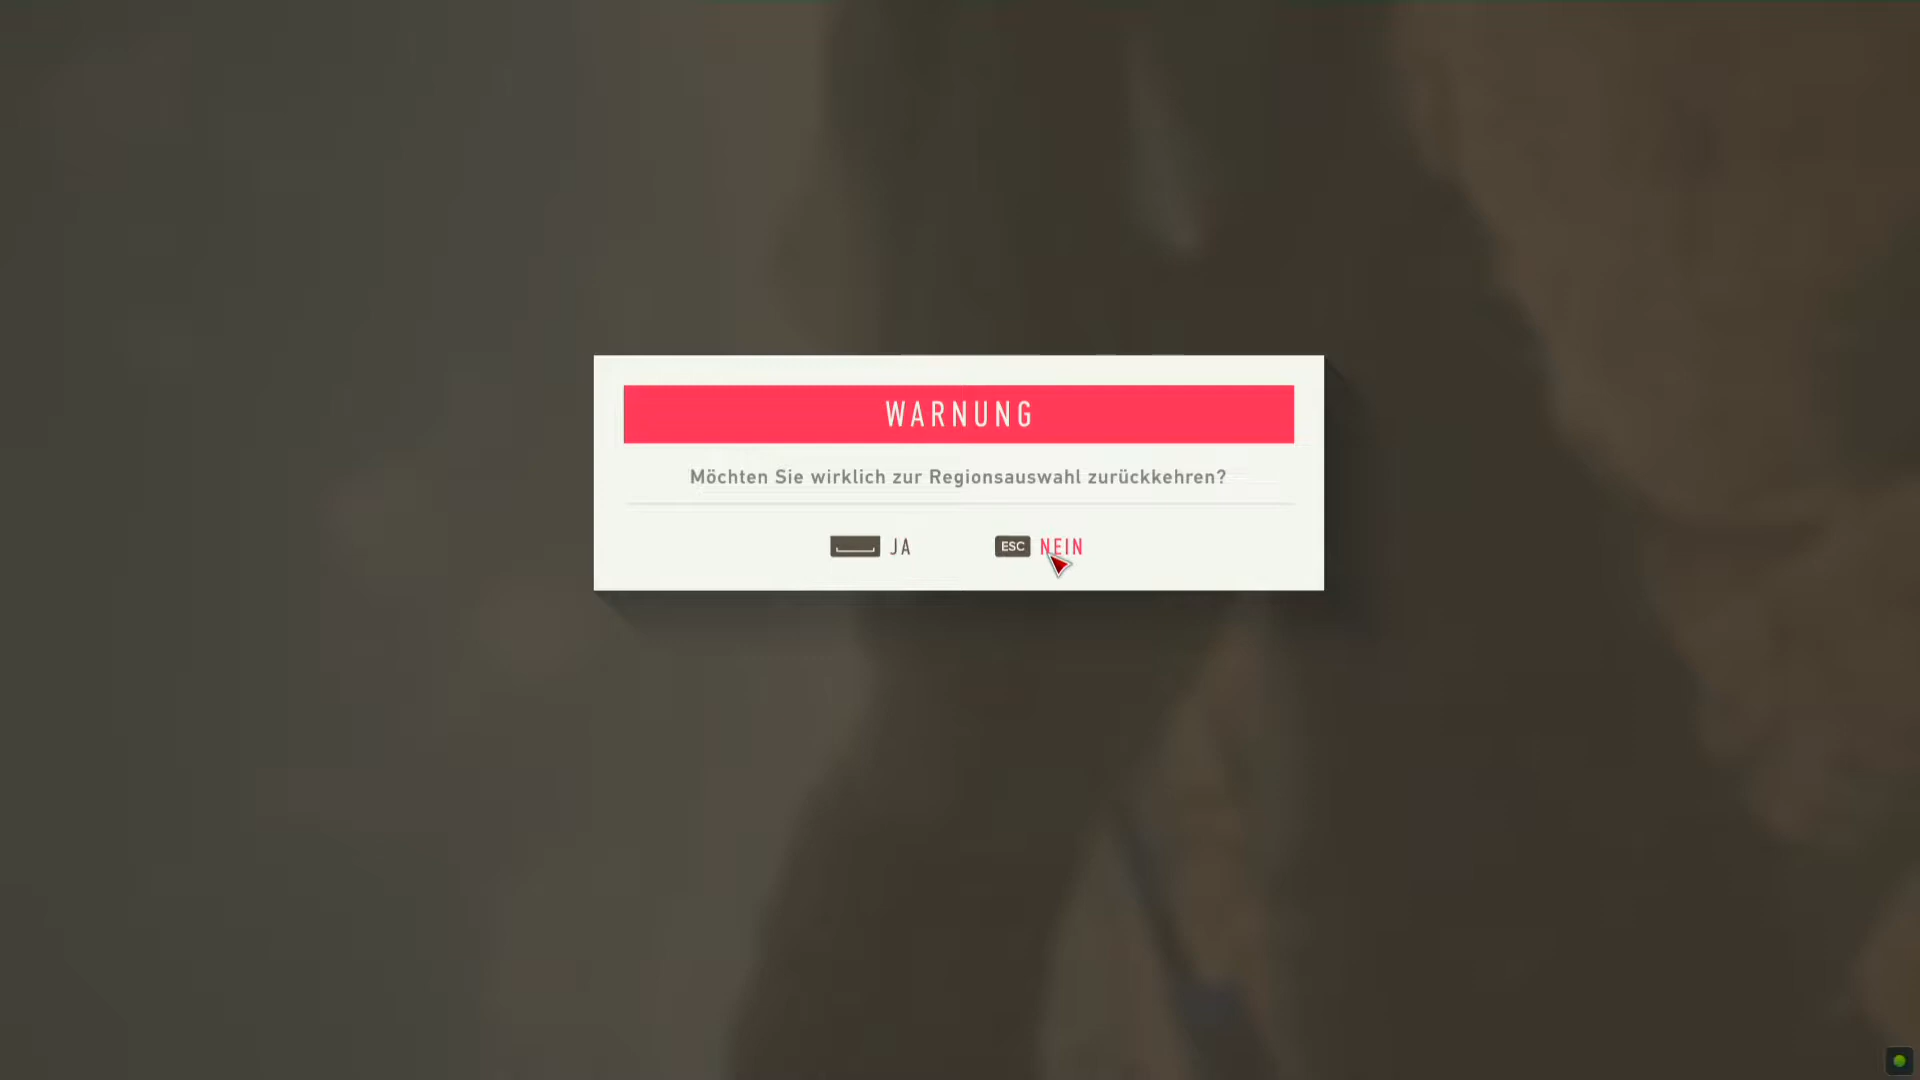 WARNUNG
Möchten Sie wirklich zur Regionsauswahl zurückkehren?
JA ESC NEIN